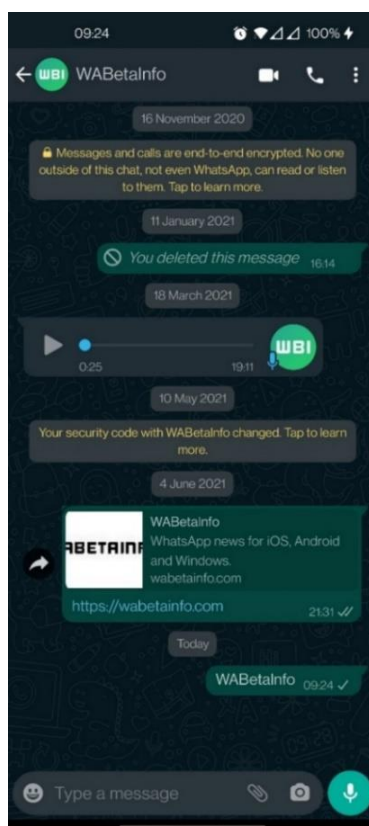 09:24
100%
WBI
WABetaInfo
16 November 2020
Messages and calls are end-to-end encrypted. No one
outside of this chat, not even WhatsApp, can read or listen
to them. Tap to learn more.
11 January 2021
You deleted this message 16:14
18 March 2021
WBI
0:25 19:11
10 May 2021
Your security code with WABetaInfo changed. Tap to learn
more.
4 June 2021
WABetaInfo
ABETAINF
WhatsApp news for iOS, Android
and Windows.
wabetainfo.com
https://wabetainfo.com 21:31
Today
WABetaInfo 09:24
Type a message